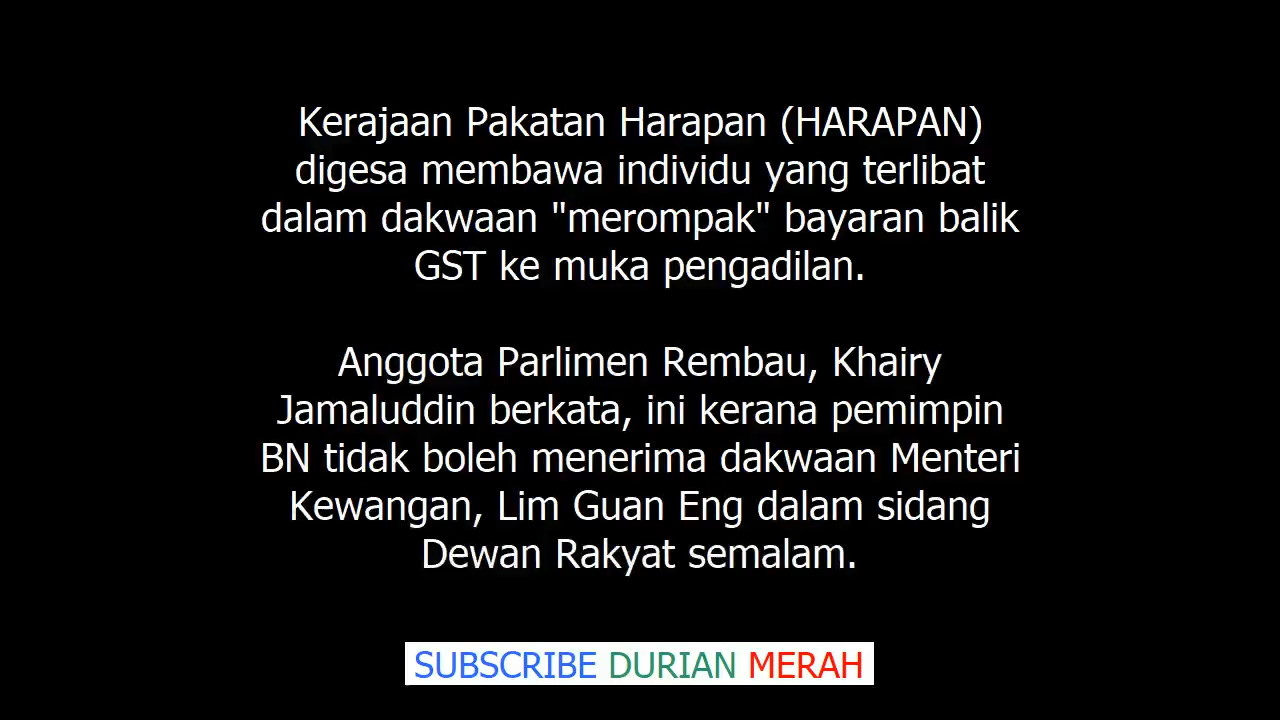 Kerajaan Pakatan Harapan (HARAPAN)
digesa membawa individu yang terlibat
dalam dakwaan "merompak" bayaran balik
GST ke muka pengadilan.
Anggota Parlimen Rembau, Khairy
Jamaluddin berkata, ini kerana pemimpin
BN tidak boleh menerima dakwaan Menteri
Kewangan, Lim Guan Eng dalam sidang
Dewan Rakyat semalam.
SUBSCRIBE DURIAN MERAH